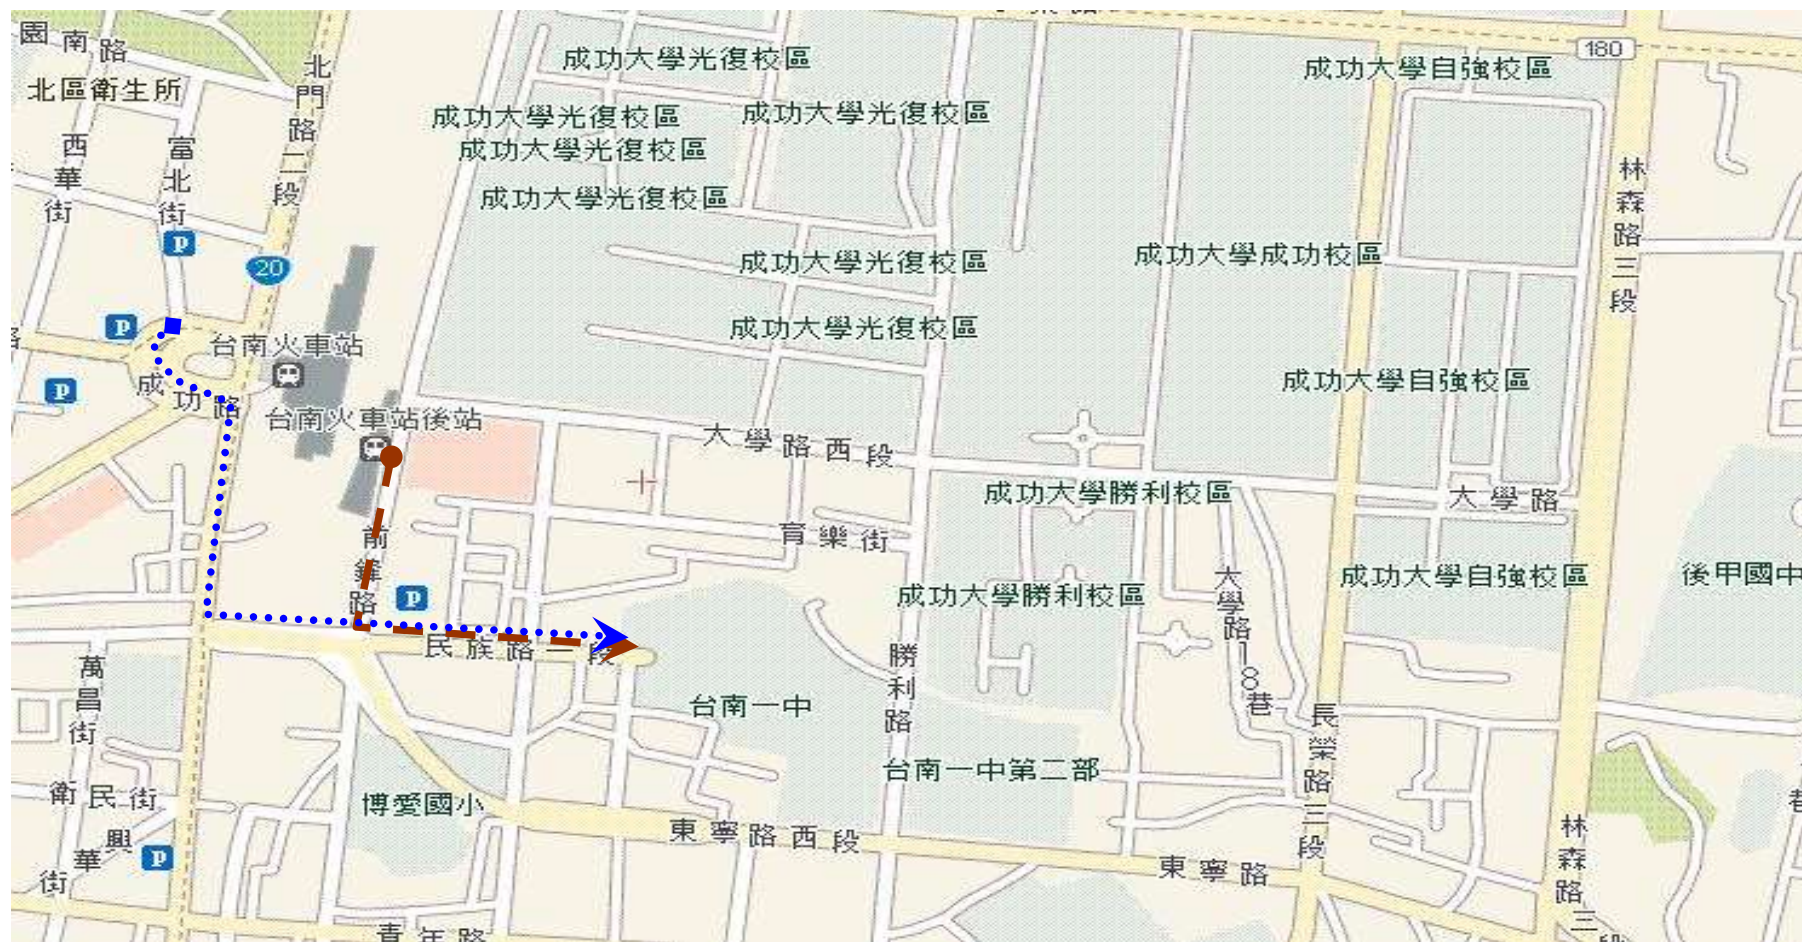 園南路
北區衛生所
西華街
富北街
北門路二段
20
P
P
P
成功路
台南火車站
台南火車站後站
成功大學光復校區
成功大學光復校區
成功大學光復校區
成功大學光復校區
成功大學光復校區
成功大學光復校區
成功大學光復校區
成功大學自強校區
180
成功大學成功校區
林森路三段
成功大學自強校區
大學路西段
大學路
成功大學勝利校區
育樂街
前鋒路
P
成功大學勝利校區
大學路18巷
成功大學自強校區
後甲國中
民族路一段
台南一中
勝利路
萬昌街
台南一中第二部
長榮路三段
衛民街
博愛國小
東寧路西段
東寧路
興華街
P
林森路三段
青年路
巷